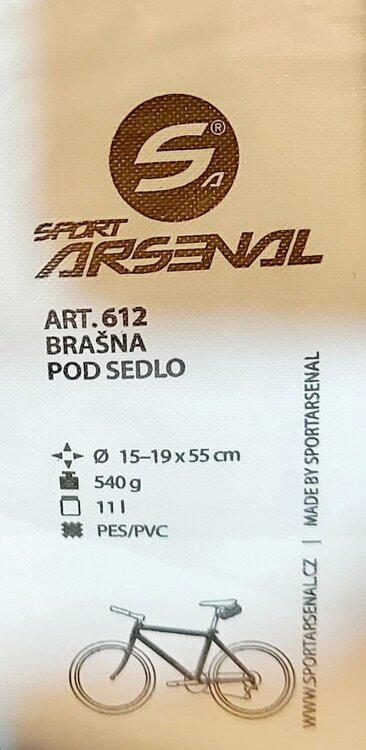 S®
A
SPORT
ARSENAL
ART. 612
BRAŠNA
POD SEDLO
Ø 15–19 x 55 cm
540 g
11 l
PES/PVC
WWW.SPORTARSENAL.CZ | MADE BY SPORTARSENAL